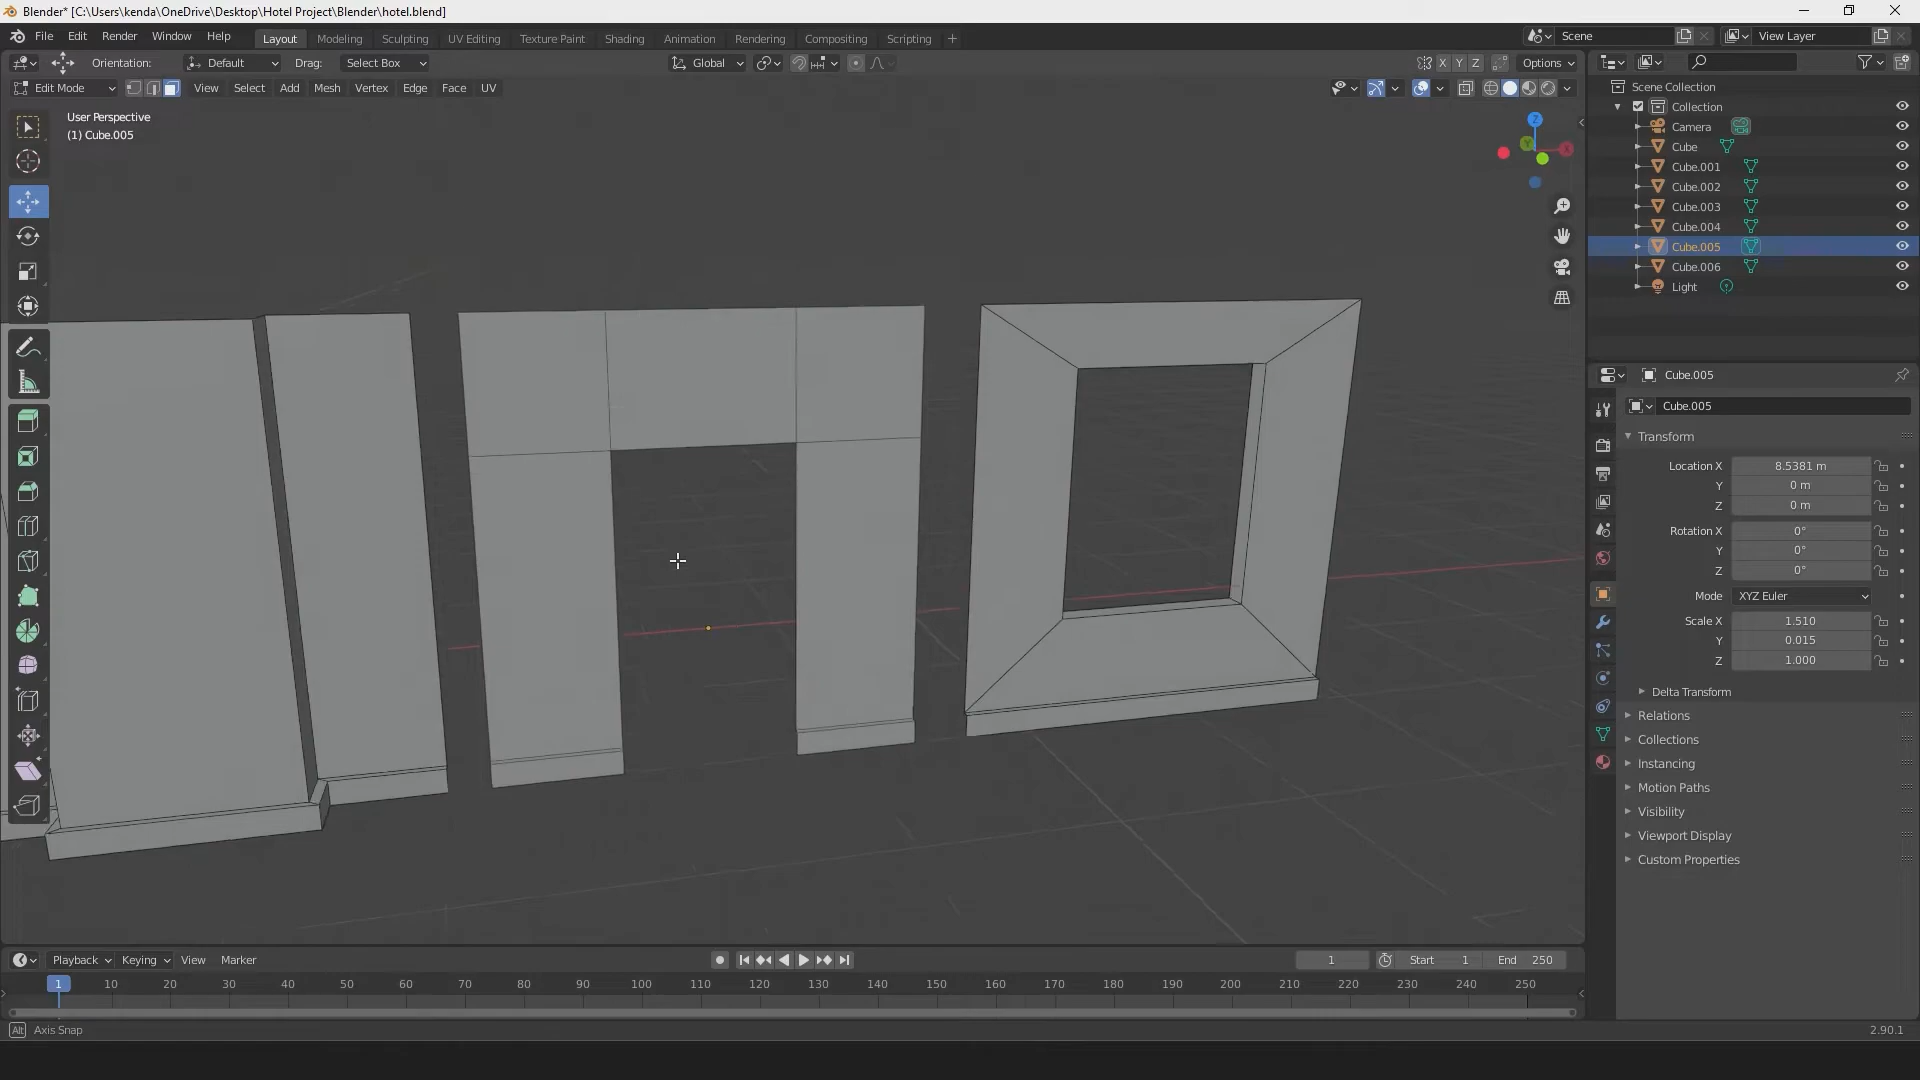 Blender* [C:\Users\kenda\OneDrive\Desktop\Hotel Project\Blender\hotel.blend]
File Edit Render Window Help Layout Modeling Sculpting UV Editing Texture Paint Shading Animation Rendering Compositing Scripting + Scene View Layer
Orientation: Default Drag: Select Box Global X Y Z Options
Edit Mode View Select Add Mesh Vertex Edge Face UV
User Perspective
(1) Cube.005
Z
Y
X
Scene Collection
Collection
Camera
Cube
Cube.001
Cube.002
Cube.003
Cube.004
Cube.005
Cube.006
Light
Cube.005
Cube.005
Transform
Location X 8.5381 m
Y 0 m
Z 0 m
Rotation X 0°
Y 0°
Z 0°
Mode XYZ Euler
Scale X 1.510
Y 0.015
Z 1.000
Delta Transform
Relations
Collections
Instancing
Motion Paths
Visibility
Viewport Display
Custom Properties
Playback Keying View Marker 1 Start 1 End 250
1 10 20 30 40 50 60 70 80 90 100 110 120 130 140 150 160 170 180 190 200 210 220 230 240 250
Alt Axis Snap 2.90.1